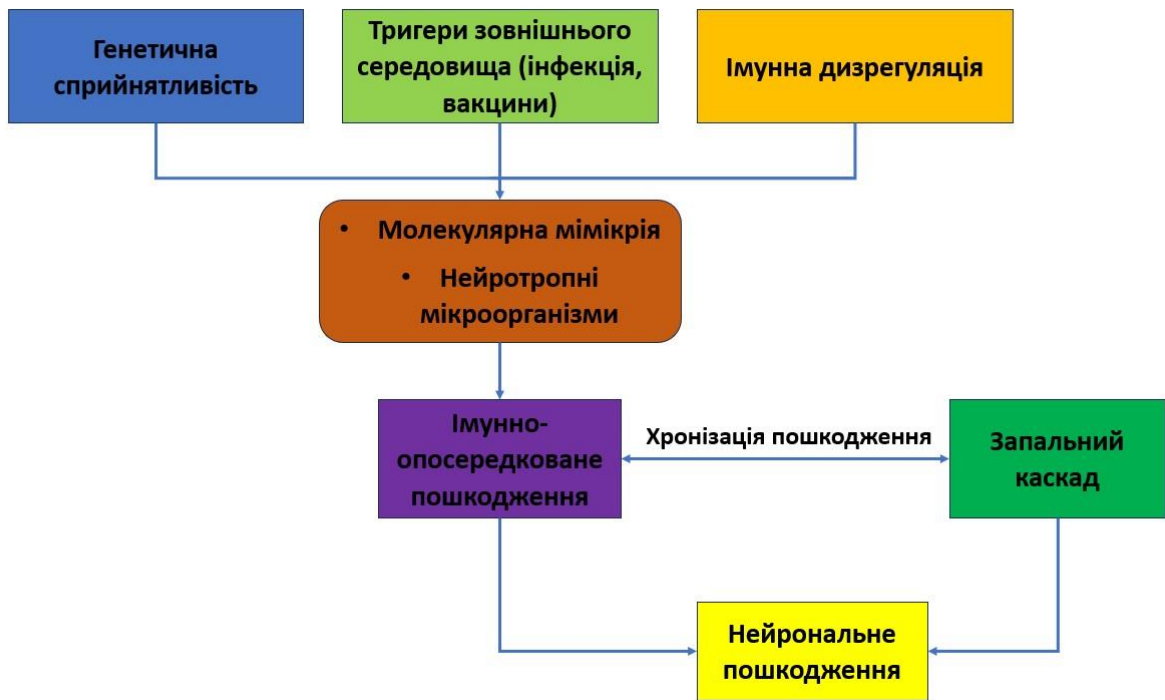 Генетична
сприйнятливість
Тригери зовнішнього
середовища (інфекція,
вакцини)
Імунна дизрегуляція
• Молекулярна мімікрія
• Нейротропні
мікроорганізми
Імунно-
опосередковане
пошкодження
Хронізація пошкодження
Запальний
каскад
Нейрональне
пошкодження